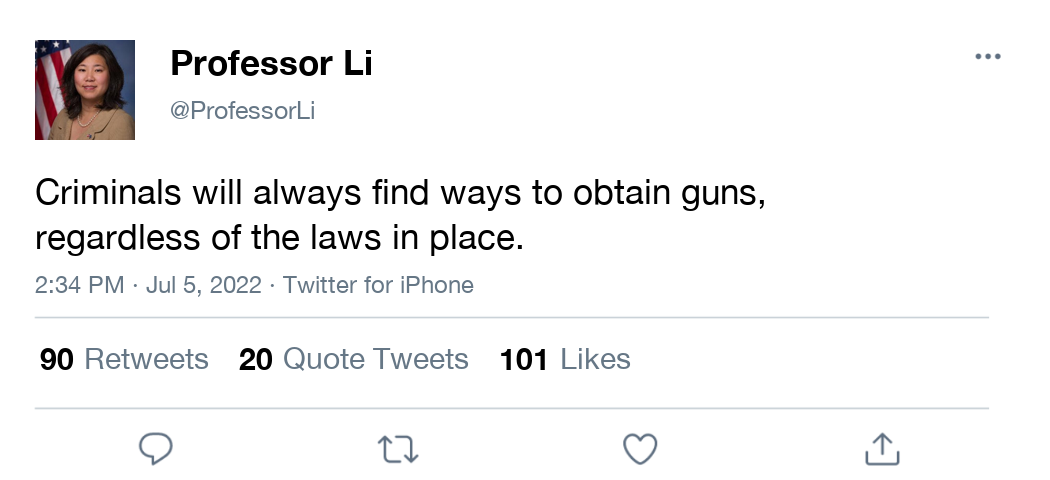 Professor Li
@ProfessorLi
Criminals will always find ways to obtain guns,
regardless of the laws in place.
2:34 PM · Jul 5, 2022 · Twitter for iPhone
90 Retweets 20 Quote Tweets 101 Likes